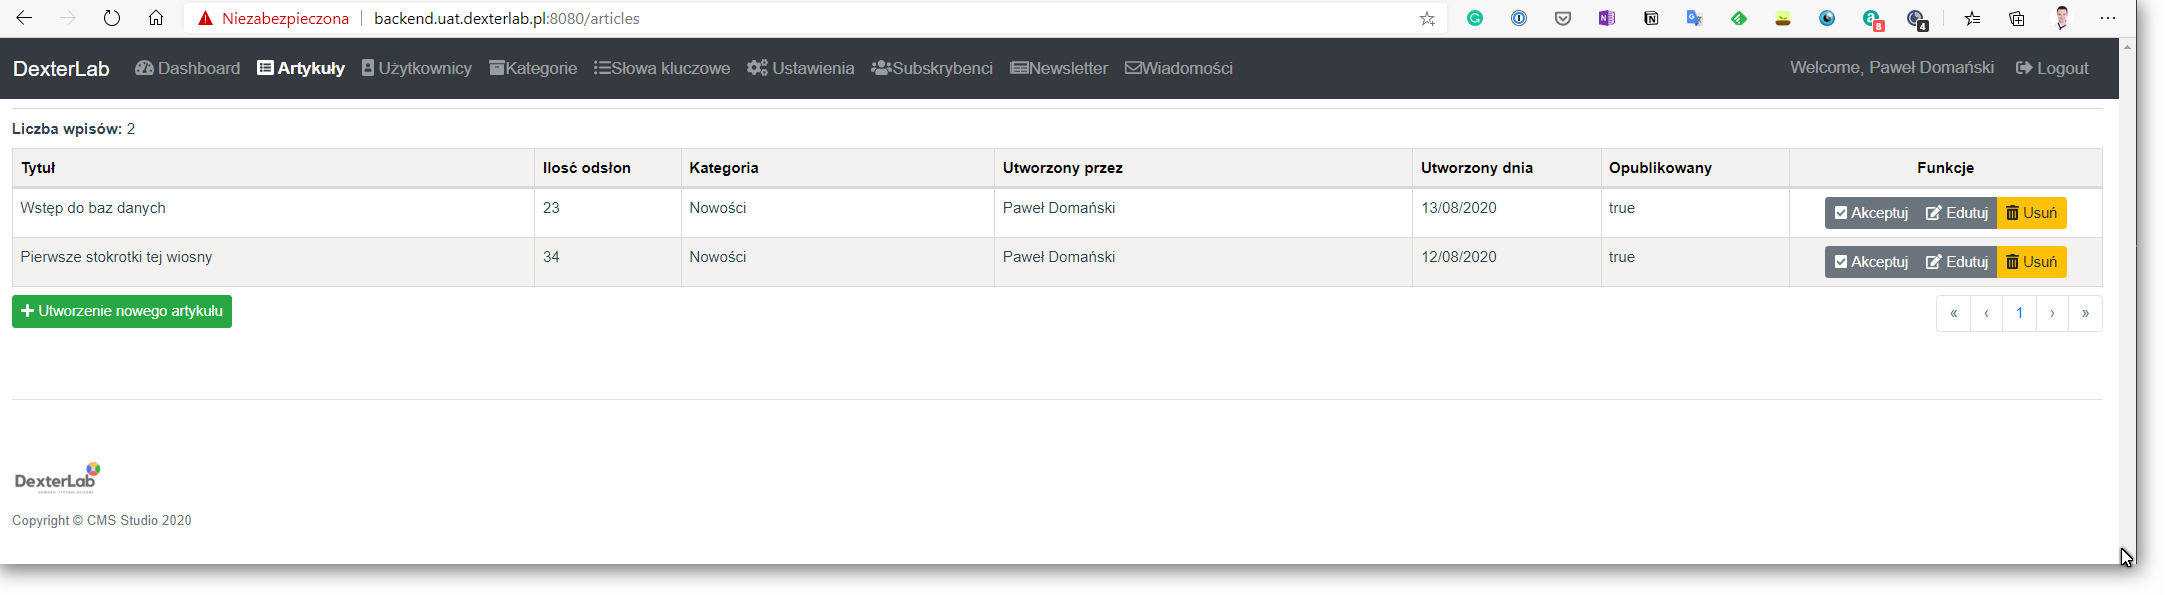 Niezabezpieczona | backend.uat.dexterlab.pl:8080/articles
8 4
DexterLab Dashboard Artykuły Użytkownicy Kategorie Słowa kluczowe Ustawienia Subskrybenci Newsletter Wiadomości Welcome, Paweł Domański Logout
Liczba wpisów: 2
Tytuł Ilosć odsłon Kategoria Utworzony przez Utworzony dnia Opublikowany Funkcje
Wstęp do baz danych 23 Nowości Paweł Domański 13/08/2020 true Akceptuj Edutuj Usuń
Pierwsze stokrotki tej wiosny 34 Nowości Paweł Domański 12/08/2020 true Akceptuj Edutuj Usuń
+ Utworzenie nowego artykułu « ‹ 1 › »
DexterLab
Copyright © CMS Studio 2020